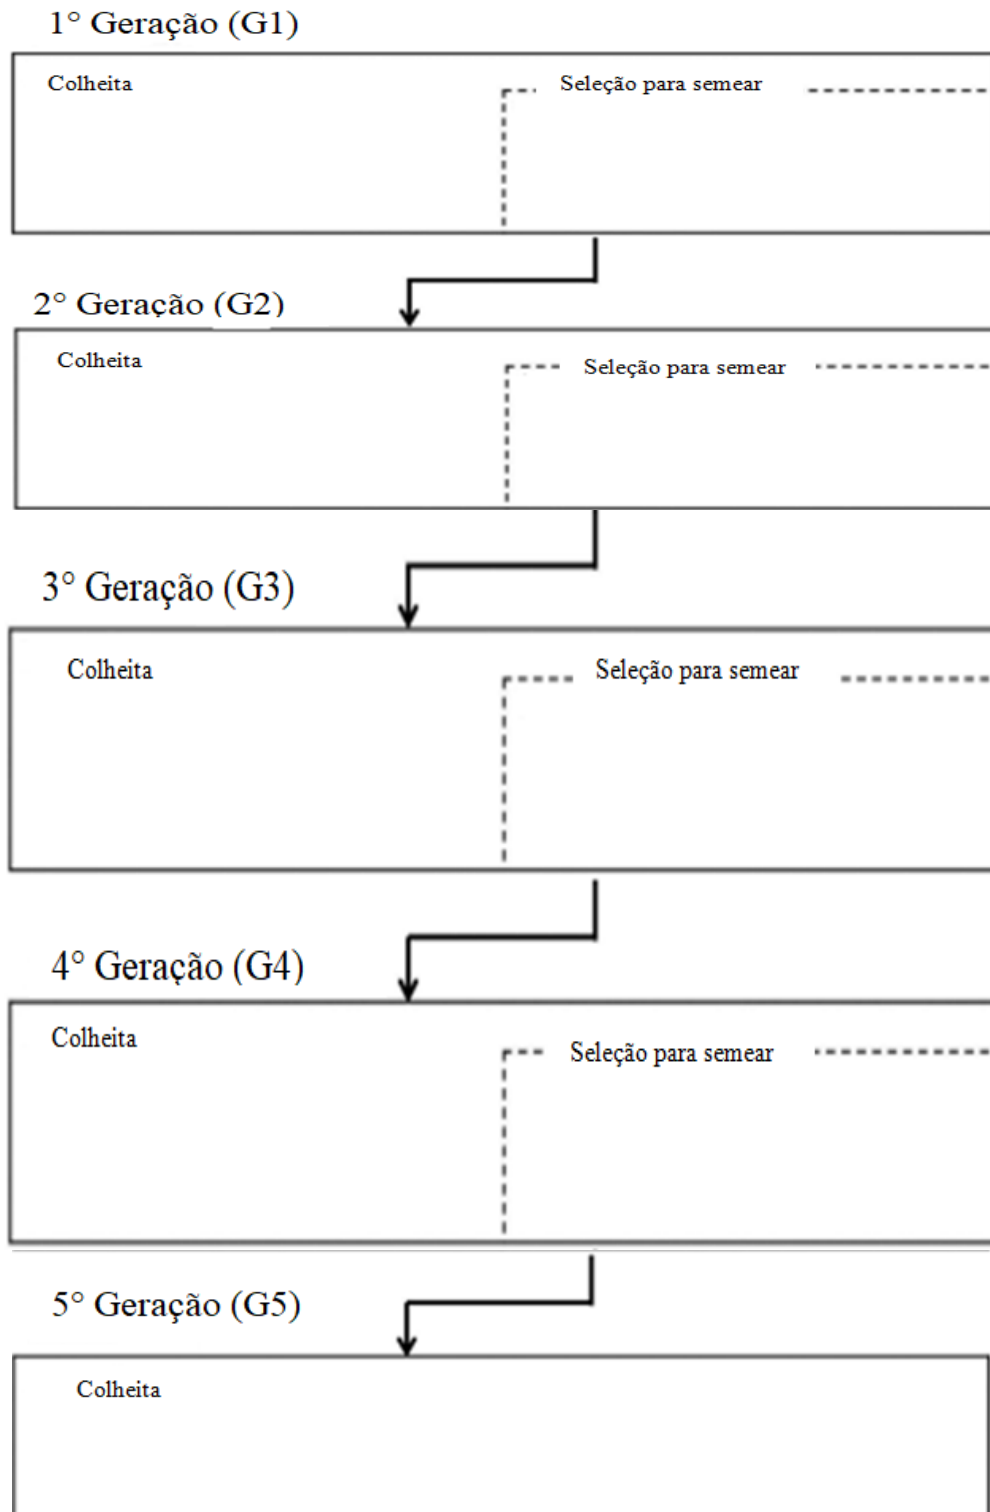 1° Geração (G1)
Colheita
Seleção para semear
2° Geração (G2)
Colheita
Seleção para semear
3° Geração (G3)
Colheita
Seleção para semear
4° Geração (G4)
Colheita
Seleção para semear
5° Geração (G5)
Colheita